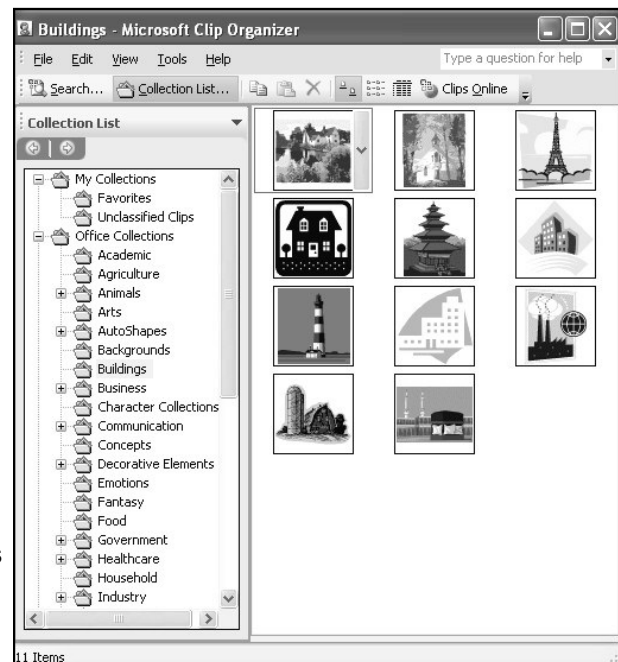 Buildings - Microsoft Clip Organizer
File Edit View Tools Help Type a question for help
Search... Collection List... Clips Online
Collection List
My Collections
Favorites
Unclassified Clips
Office Collections
Academic
Agriculture
Animals
Arts
AutoShapes
Backgrounds
Buildings
Business
Character Collections
Communication
Concepts
Decorative Elements
Emotions
Fantasy
Food
Government
Healthcare
Household
Industry
s
11 Items